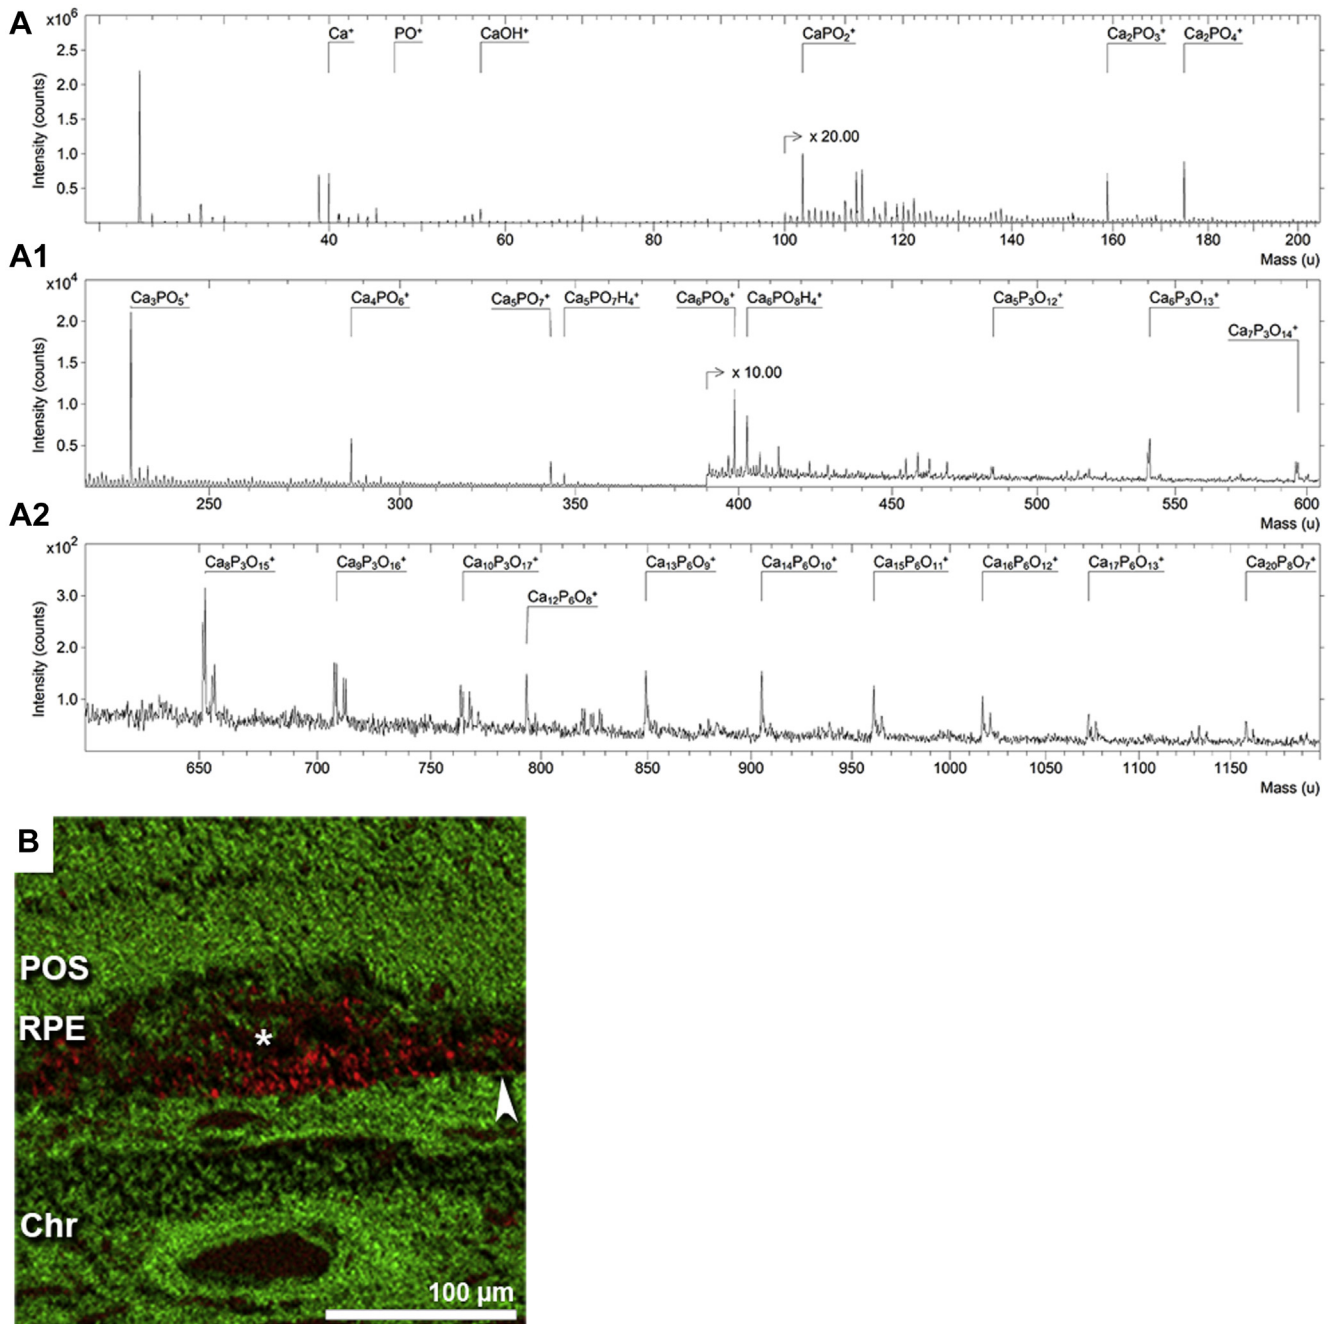 A
x10⁶
Intensity (counts)
2.5
2.0
1.5
1.0
0.5
Ca⁺
PO⁺
CaOH⁺
CaPO₂⁺
Ca₂PO₃⁺
Ca₂PO₄⁺
x 20.00
40
60
80
100
120
140
160
180
200
Mass (u)
A1
x10⁴
Intensity (counts)
2.0
1.5
1.0
0.5
Ca₃PO₅⁺
Ca₄PO₆⁺
Ca₅PO₇⁺
Ca₅PO₇H₄⁺
Ca₆PO₈⁺
Ca₆PO₈H₄⁺
Ca₅P₃O₁₂⁺
Ca₆P₃O₁₃⁺
Ca₇P₃O₁₄⁺
x 10.00
250
300
350
400
450
500
550
600
Mass (u)
A2
x10²
Intensity (counts)
3.0
2.0
1.0
Ca₈P₃O₁₅⁺
Ca₉P₃O₁₆⁺
Ca₁₀P₃O₁₇⁺
Ca₁₂P₆O₈⁺
Ca₁₃P₆O₉⁺
Ca₁₄P₆O₁₀⁺
Ca₁₅P₆O₁₁⁺
Ca₁₆P₆O₁₂⁺
Ca₁₇P₆O₁₃⁺
Ca₂₀P₈O₇⁺
650
700
750
800
850
900
950
1000
1050
1100
1150
Mass (u)
B
POS
RPE
*
Chr
100 µm